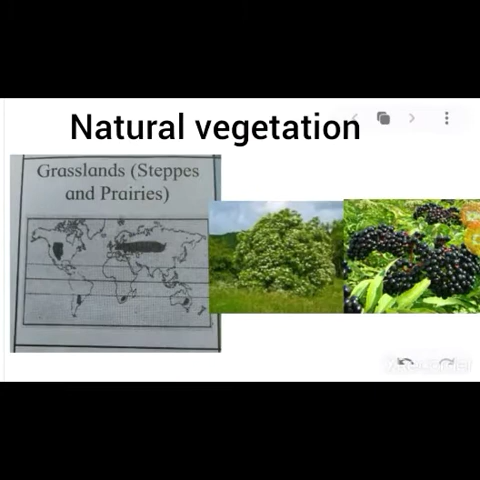 Natural vegetation
Grasslands (Steppes
and Prairies)